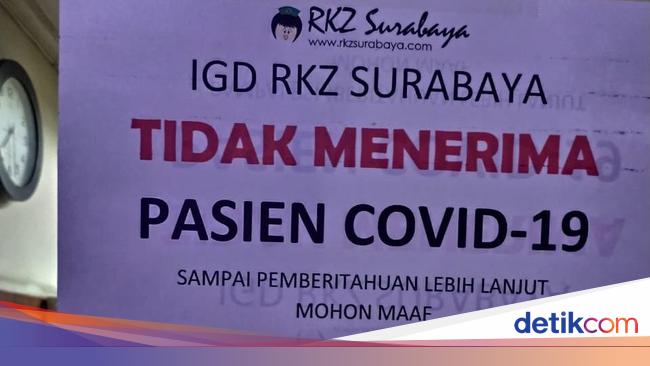 RKZ Surabaya
www.rkzsurabaya.com
IGD RKZ SURABAYA
TIDAK MENERIMA
PASIEN COVID-19
SAMPAI PEMBERITAHUAN LEBIH LANJUT
MOHON MAAF
detikcom